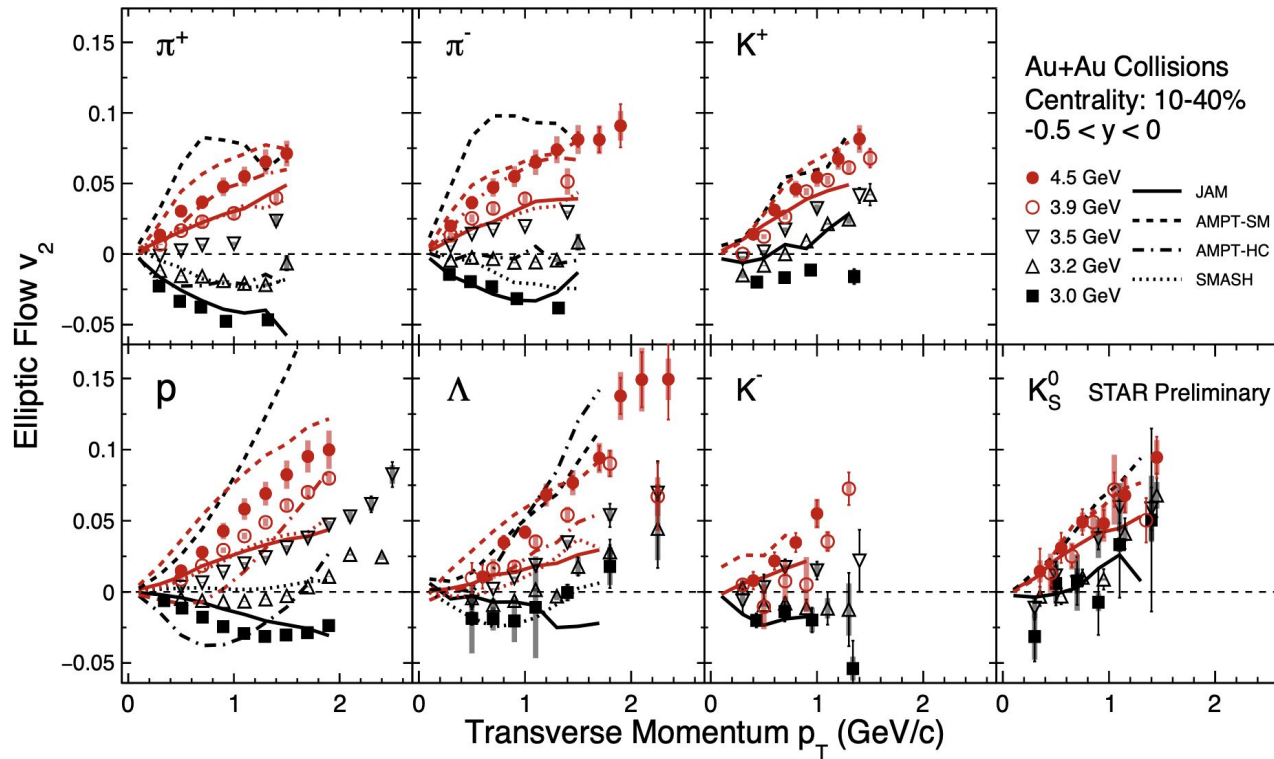 Elliptic Flow v₂
0.15
0.1
0.05
0
−0.05
π⁺
π⁻
K⁺
Au+Au Collisions
Centrality: 10-40%
-0.5 < y < 0
4.5 GeV
3.9 GeV
3.5 GeV
3.2 GeV
3.0 GeV
JAM
AMPT-SM
AMPT-HC
SMASH
0.15
0.1
0.05
0
−0.05
p
Λ
K⁻
K⁰S STAR Preliminary
0 1 2 0 1 2 0 1 2 0 1 2
Transverse Momentum pT (GeV/c)